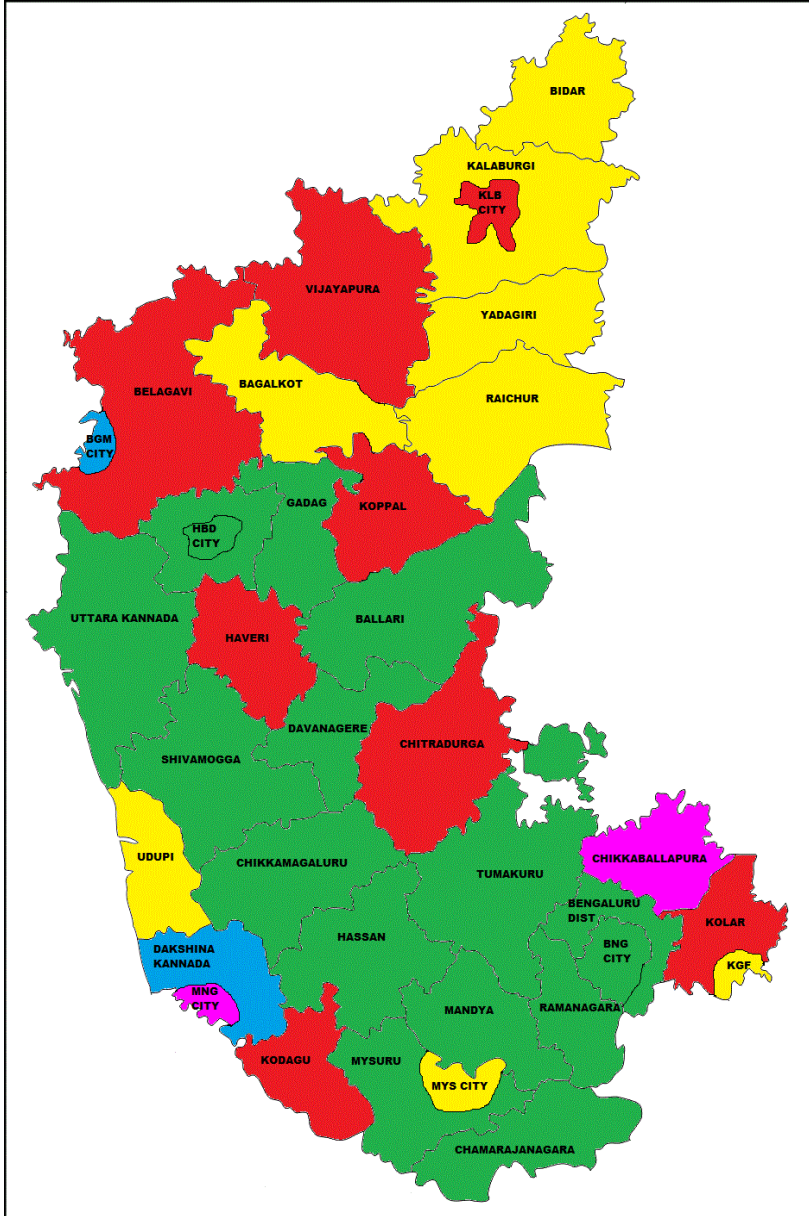 BIDAR
KALABURGI
KLB
CITY
VIJAYAPURA
YADAGIRI
BAGALKOT
BELAGAVI
RAICHUR
BGM
CITY
GADAG
KOPPAL
HBD
CITY
UTTARA KANNADA
BALLARI
HAVERI
DAVANAGERE
CHITRADURGA
SHIVAMOGGA
UDUPI
CHIKKAMAGALURU
CHIKKABALLAPURA
TUMAKURU
BENGALURU
DIST
KOLAR
HASSAN
DAKSHINA
KANNADA
BNG
CITY
KGF
MNG
CITY
MANDYA
RAMANAGARA
KODAGU
MYSURU
MYS CITY
CHAMARAJANAGARA